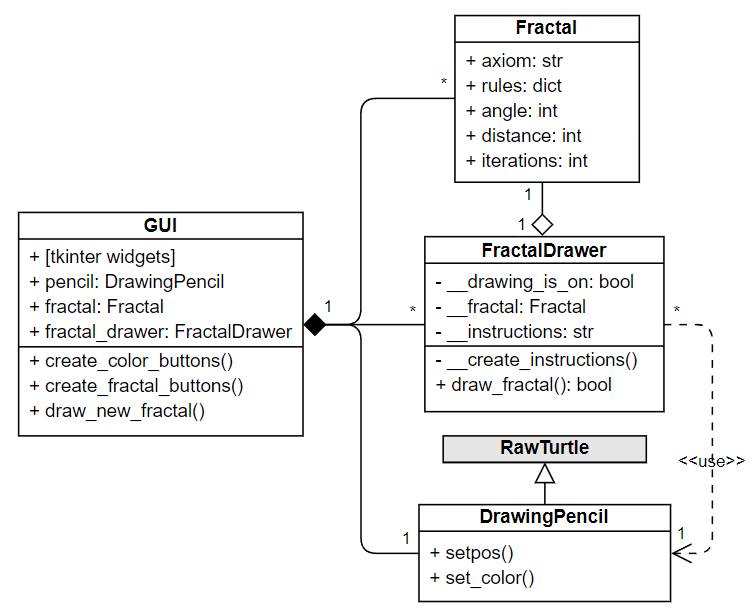 Fractal
+ axiom: str
+ rules: dict
+ angle: int
+ distance: int
+ iterations: int
*
1
1
GUI
+ [tkinter widgets]
+ pencil: DrawingPencil
+ fractal: Fractal
+ fractal_drawer: FractalDrawer
+ create_color_buttons()
+ create_fractal_buttons()
+ draw_new_fractal()
1
*
FractalDrawer
- __drawing_is_on: bool
- __fractal: Fractal
- __instructions: str
- __create_instructions()
+ draw_fractal(): bool
*
<<use>>
RawTurtle
1
1
DrawingPencil
+ setpos()
+ set_color()